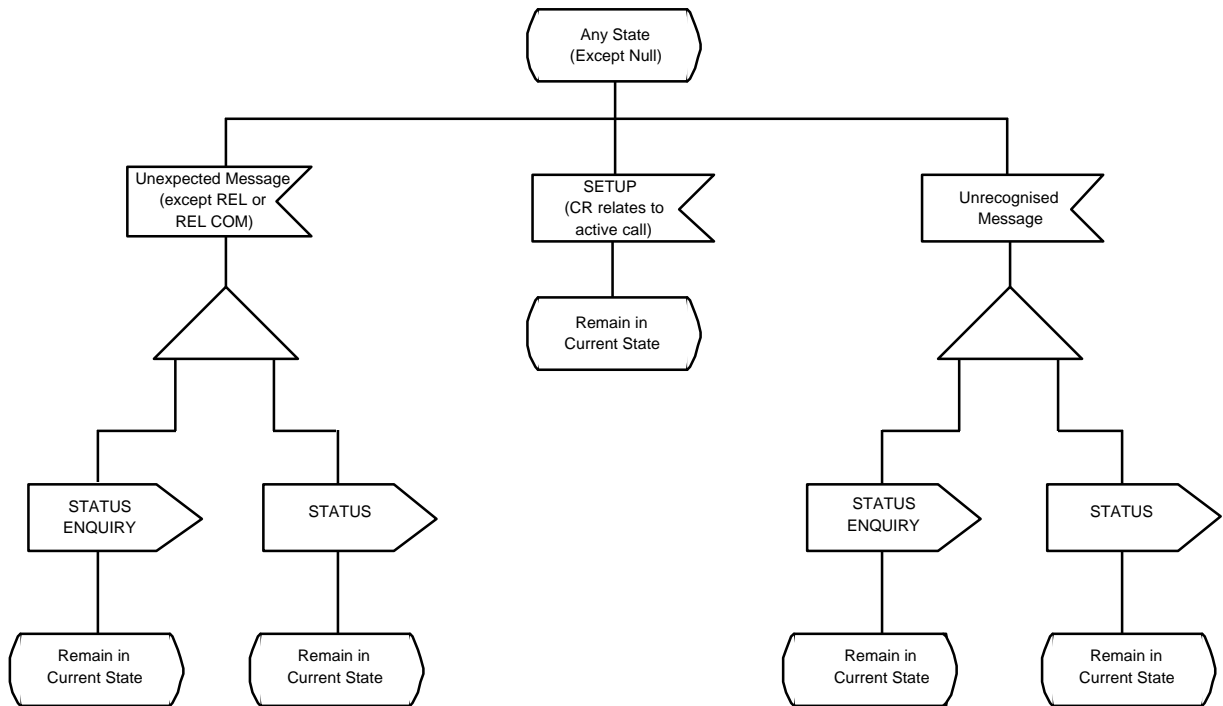 Any State
(Except Null)
Unexpected Message
(except REL or
REL COM)
SETUP
(CR relates to
active call)
Unrecognised
Message
Remain in
Current State
STATUS
ENQUIRY
STATUS
STATUS
ENQUIRY
STATUS
Remain in
Current State
Remain in
Current State
Remain in
Current State
Remain in
Current State